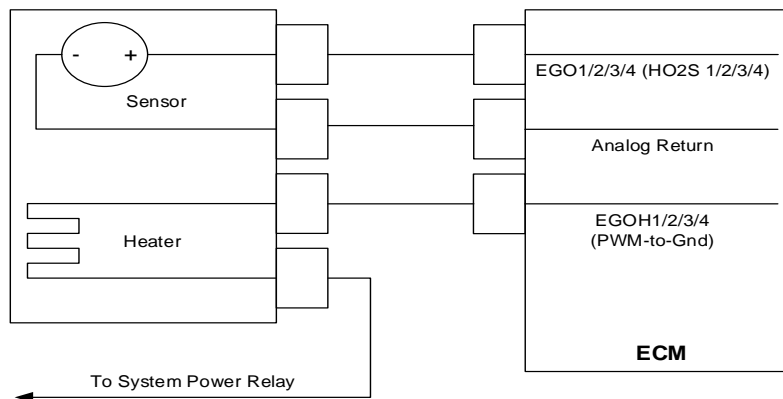 - +
EGO1/2/3/4 (HO2S 1/2/3/4)
Sensor
Analog Return
Heater
EGOH1/2/3/4
(PWM-to-Gnd)
ECM
To System Power Relay